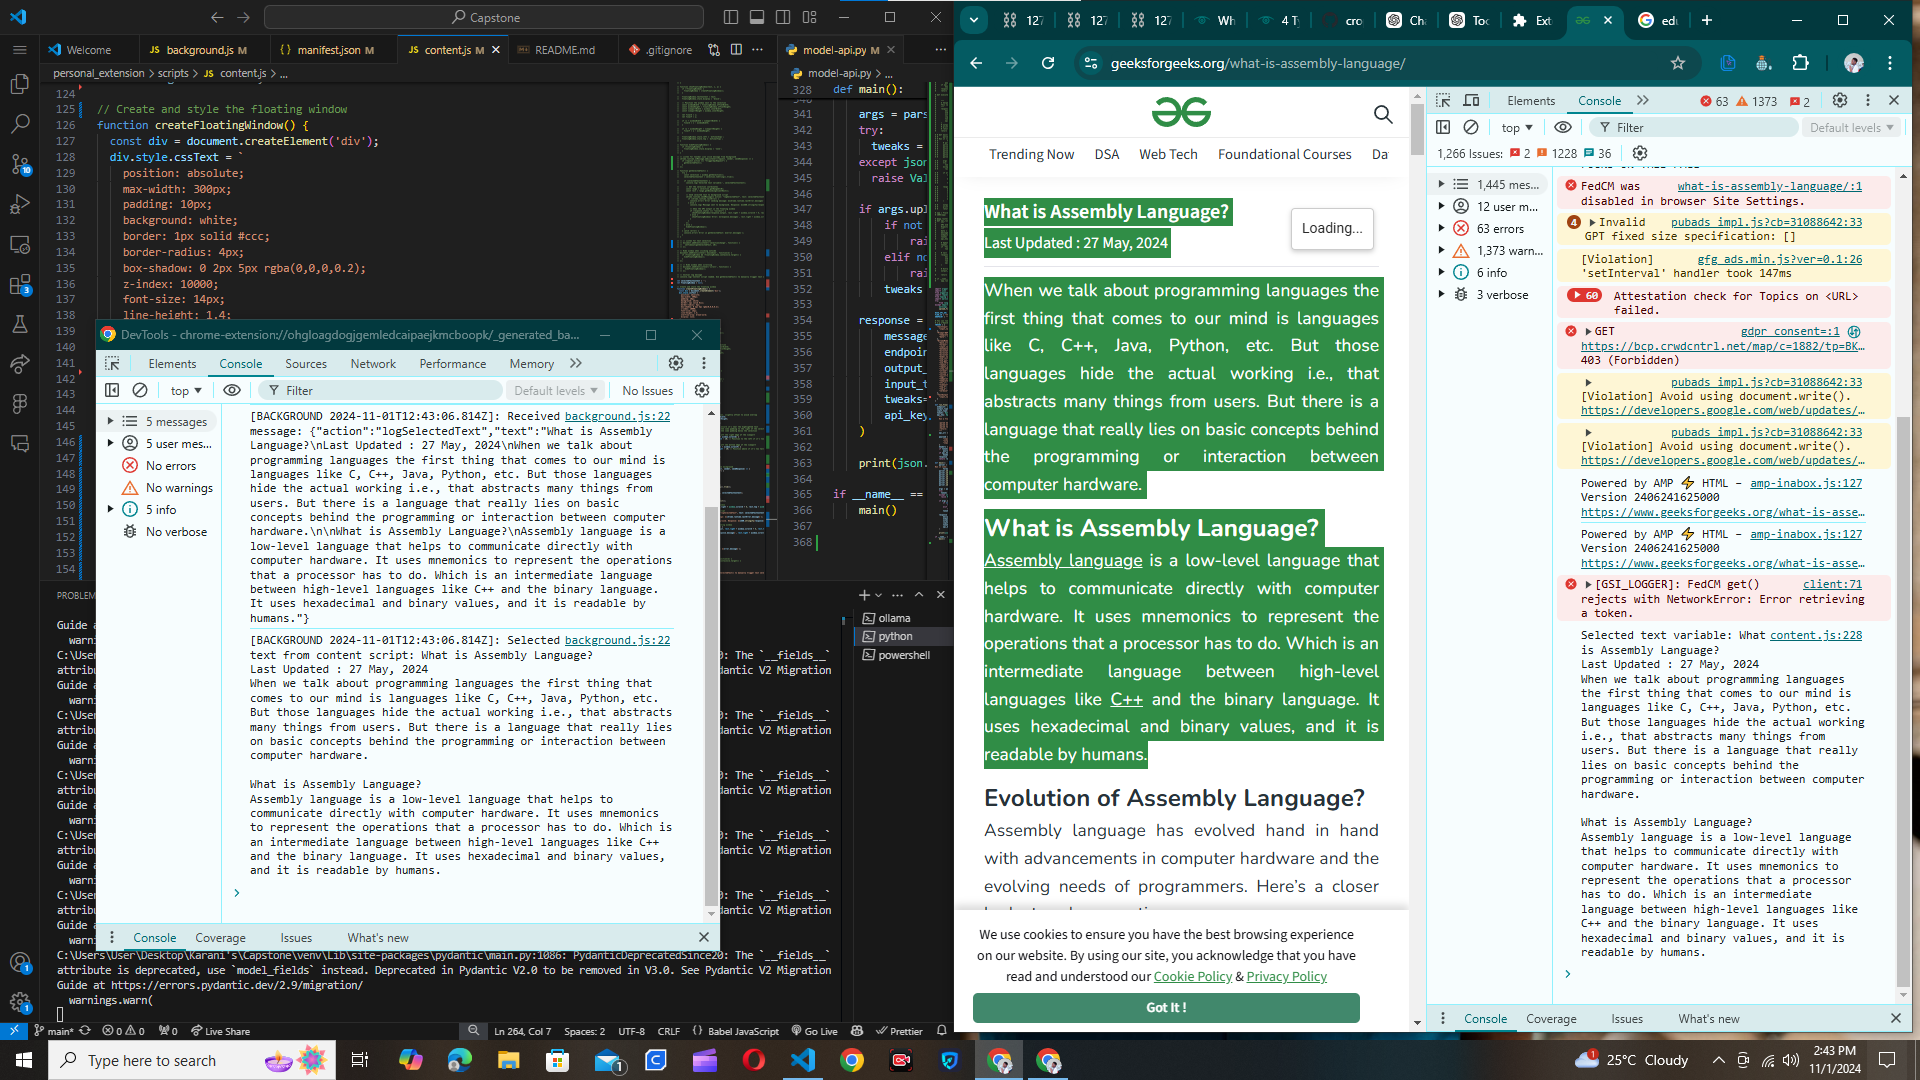 Capstone
Welcome
background.js M
manifest.json M
content.js M
README.md
.gitignore
model-api.py M
personal_extension > scripts > JS content.js > ...
model-api.py > ...
124
125 // Create and style the floating window
126 function createFloatingWindow() {
127 const div = document.createElement('div');
128 div.style.cssText = `
129 position: absolute;
130 max-width: 300px;
131 padding: 10px;
132 background: white;
133 border: 1px solid #ccc;
134 border-radius: 4px;
135 box-shadow: 0 2px 5px rgba(0,0,0,0.2);
136 z-index: 10000;
137 font-size: 14px;
138 line-height: 1.4;
139
140
141
142
143
144
145
146
147
148
149
150
151
152
153
154
328 def main():
340
341 args = pars
342 try:
343 tweaks =
344 except json
345 raise Val
346
347 if args.upl
348 if not
349 rai
350 elif no
351 rai
352 tweaks
353
354 response =
355 message
356 endpoin
357 output_
358 input_t
359 tweaks=
360 api_key
361 )
362
363 print(json.
364
365 if __name__ ==
366 main()
367
368
DevTools - chrome-extension://ohgloagdogjgemledcaipaejkmcboopk/_generated_ba...
Elements Console Sources Network Performance Memory
top
Filter
Default levels
No Issues
5 messages
5 user mes...
No errors
No warnings
5 info
No verbose
[BACKGROUND 2024-11-01T12:43:06.814Z]: Received background.js:22
message: {"action":"logSelectedText","text":"What is Assembly
Language?\nLast Updated : 27 May, 2024\nWhen we talk about
programming languages the first thing that comes to our mind is
languages like C, C++, Java, Python, etc. But those languages
hide the actual working i.e., that abstracts many things from
users. But there is a language that really lies on basic
concepts behind the programming or interaction between computer
hardware.\n\nWhat is Assembly Language?\nAssembly language is a
low-level language that helps to communicate directly with
computer hardware. It uses mnemonics to represent the operations
that a processor has to do. Which is an intermediate language
between high-level languages like C++ and the binary language.
It uses hexadecimal and binary values, and it is readable by
humans."}
[BACKGROUND 2024-11-01T12:43:06.814Z]: Selected background.js:22
text from content script: What is Assembly Language?
Last Updated : 27 May, 2024
When we talk about programming languages the first thing that
comes to our mind is languages like C, C++, Java, Python, etc.
But those languages hide the actual working i.e., that abstracts
many things from users. But there is a language that really lies
on basic concepts behind the programming or interaction between
computer hardware.
What is Assembly Language?
Assembly language is a low-level language that helps to
communicate directly with computer hardware. It uses mnemonics
to represent the operations that a processor has to do. Which is
an intermediate language between high-level languages like C++
and the binary language. It uses hexadecimal and binary values,
and it is readable by humans.
Console Coverage Issues What's new
PROBLEM
ollama
python
powershell
C:\Users\User\Desktop\Karani's\Capstone\venv\Lib\site-packages\pydantic\main.py:1086: PydanticDeprecatedSince20: The `__fields__`
attribute is deprecated, use `model_fields` instead. Deprecated in Pydantic V2.0 to be removed in V3.0. See Pydantic V2 Migration
Guide at https://errors.pydantic.dev/2.9/migration/
warnings.warn(
main* 0 0 0 Live Share Ln 264, Col 7 Spaces: 2 UTF-8 CRLF Babel JavaScript Go Live Prettier
127
127
127
Wh
4 Ty
cro
Cha
Too
Ext
edu
geeksforgeeks.org/what-is-assembly-language/
Trending Now DSA Web Tech Foundational Courses Da
What is Assembly Language?
Last Updated : 27 May, 2024
Loading...
When we talk about programming languages the
first thing that comes to our mind is languages
like C, C++, Java, Python, etc. But those
languages hide the actual working i.e., that
abstracts many things from users. But there is a
language that really lies on basic concepts behind
the programming or interaction between
computer hardware.
What is Assembly Language?
Assembly language is a low-level language that
helps to communicate directly with computer
hardware. It uses mnemonics to represent the
operations that a processor has to do. Which is an
intermediate language between high-level
languages like C++ and the binary language. It
uses hexadecimal and binary values, and it is
readable by humans.
Evolution of Assembly Language?
Assembly language has evolved hand in hand
with advancements in computer hardware and the
evolving needs of programmers. Here's a closer
We use cookies to ensure you have the best browsing experience
on our website. By using our site, you acknowledge that you have
read and understood our Cookie Policy & Privacy Policy
Got It !
Elements Console 63 1373 2
top
Filter
Default levels
1,266 Issues: 2 1228 36
1,445 mes...
12 user m...
63 errors
1,373 warn...
6 info
3 verbose
FedCM was what-is-assembly-language/:1
disabled in browser Site Settings.
4 Invalid pubads_impl.js?cb=31088642:33
GPT fixed size specification: []
[Violation] gfg_ads.min.js?ver=0.1:26
'setInterval' handler took 147ms
60 Attestation check for Topics on <URL>
failed.
GET gdpr_consent=:1
https://bcp.crwdcntrl.net/map/c=1882/tp=BK…
403 (Forbidden)
pubads_impl.js?cb=31088642:33
[Violation] Avoid using document.write().
https://developers.google.com/web/updates/…
pubads_impl.js?cb=31088642:33
[Violation] Avoid using document.write().
https://developers.google.com/web/updates/…
Powered by AMP ⚡ HTML – amp-inabox.js:127
Version 2406241625000
https://www.geeksforgeeks.org/what-is-asse…
Powered by AMP ⚡ HTML – amp-inabox.js:127
Version 2406241625000
https://www.geeksforgeeks.org/what-is-asse…
[GSI_LOGGER]: FedCM get() client:71
rejects with NetworkError: Error retrieving
a token.
Selected text variable: What content.js:228
is Assembly Language?
Last Updated : 27 May, 2024
When we talk about programming languages
the first thing that comes to our mind is
languages like C, C++, Java, Python, etc.
But those languages hide the actual working
i.e., that abstracts many things from
users. But there is a language that really
lies on basic concepts behind the
programming or interaction between computer
hardware.
What is Assembly Language?
Assembly language is a low-level language
that helps to communicate directly with
computer hardware. It uses mnemonics to
represent the operations that a processor
has to do. Which is an intermediate
language between high-level languages like
C++ and the binary language. It uses
hexadecimal and binary values, and it is
readable by humans.
Console Coverage Issues What's new
Type here to search
25°C Cloudy
2:43 PM
11/1/2024